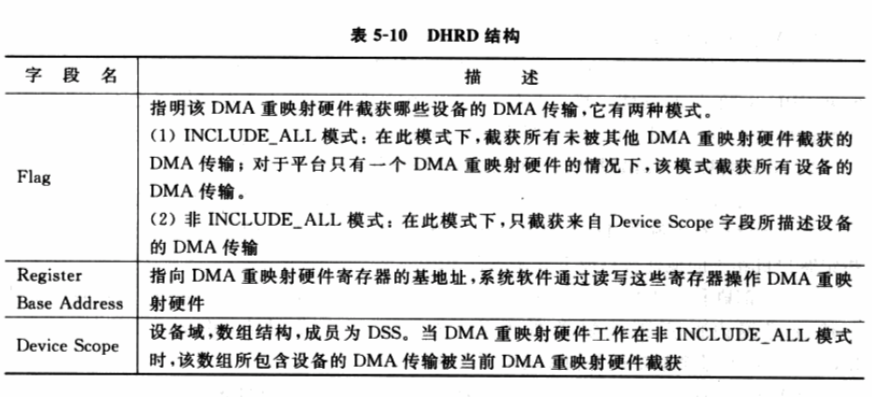 表 5-10 DHRD 结构
字 段 名 描 述
指明该 DMA 重映射硬件截获哪些设备的 DMA 传输,它有两种模式。
(1) INCLUDE_ALL 模式：在此模式下,截获所有未被其他 DMA 重映射硬件截获的
DMA 传输；对于平台只有一个 DMA 重映射硬件的情况下,该模式截获所有设备的
Flag
DMA 传输。
(2) 非 INCLUDE_ALL 模式：在此模式下,只截获来自 Device Scope 字段所描述设备
的 DMA 传输
Register 指向 DMA 重映射硬件寄存器的基地址,系统软件通过读写这些寄存器操作 DMA 重映
Base Address 射硬件
设备域,数组结构,成员为 DSS。当 DMA 重映射硬件工作在非 INCLUDE_ALL 模式
Device Scope
时,该数组所包含设备的 DMA 传输被当前 DMA 重映射硬件截获